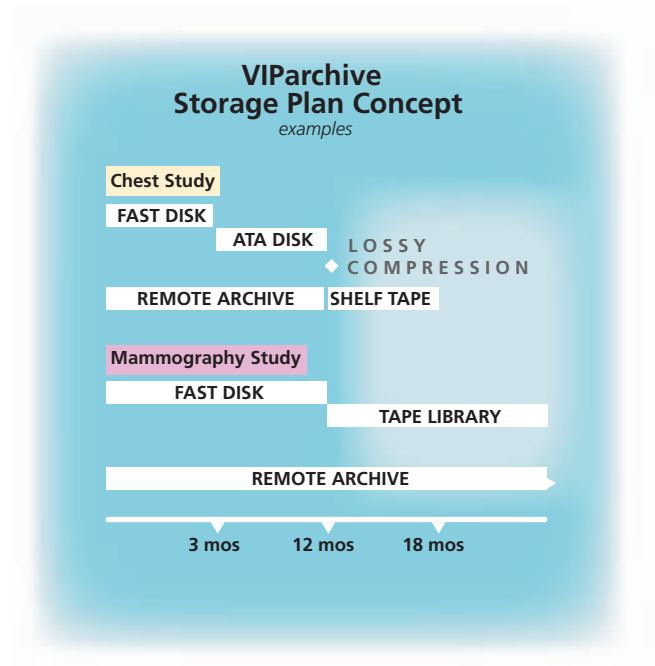 VIParchive
Storage Plan Concept
examples
Chest Study
FAST DISK
ATA DISK
LOSSY
COMPRESSION
REMOTE ARCHIVE
SHELF TAPE
Mammography Study
FAST DISK
TAPE LIBRARY
REMOTE ARCHIVE
3 mos
12 mos
18 mos